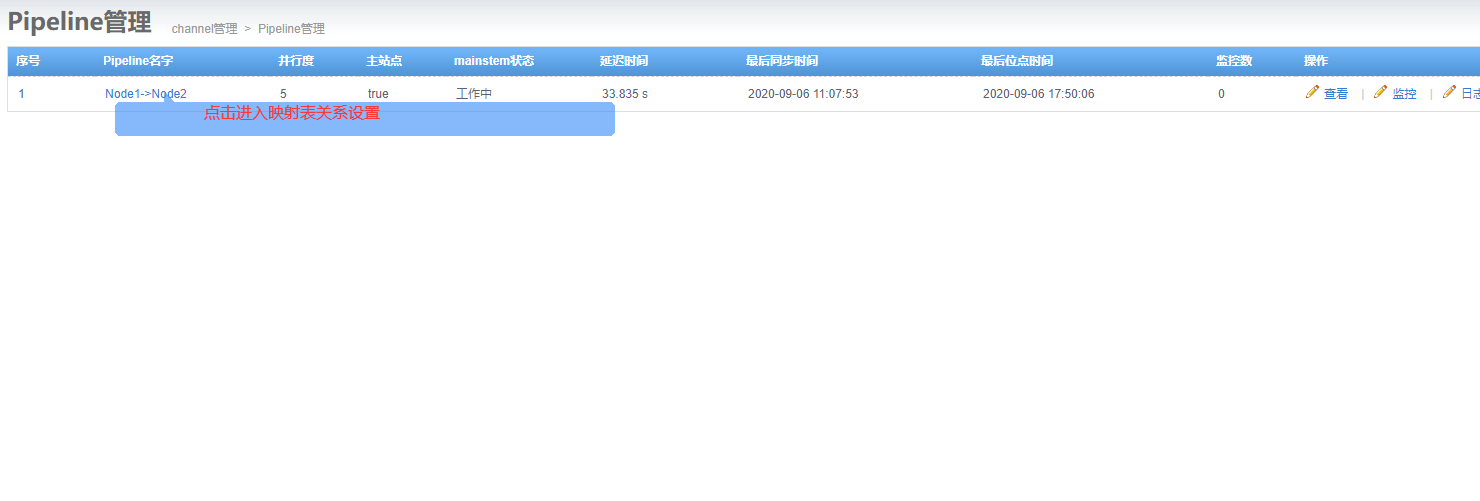 Pipeline管理 channel管理 > Pipeline管理
序号 Pipeline名字 并行度 主站点 mainstem状态 延迟时间 最后同步时间 最后位点时间 监控数 操作
1 Node1->Node2 5 true 工作中 33.835 s 2020-09-06 11:07:53 2020-09-06 17:50:06 0 查看 | 监控 | 日志
点击进入映射表关系设置